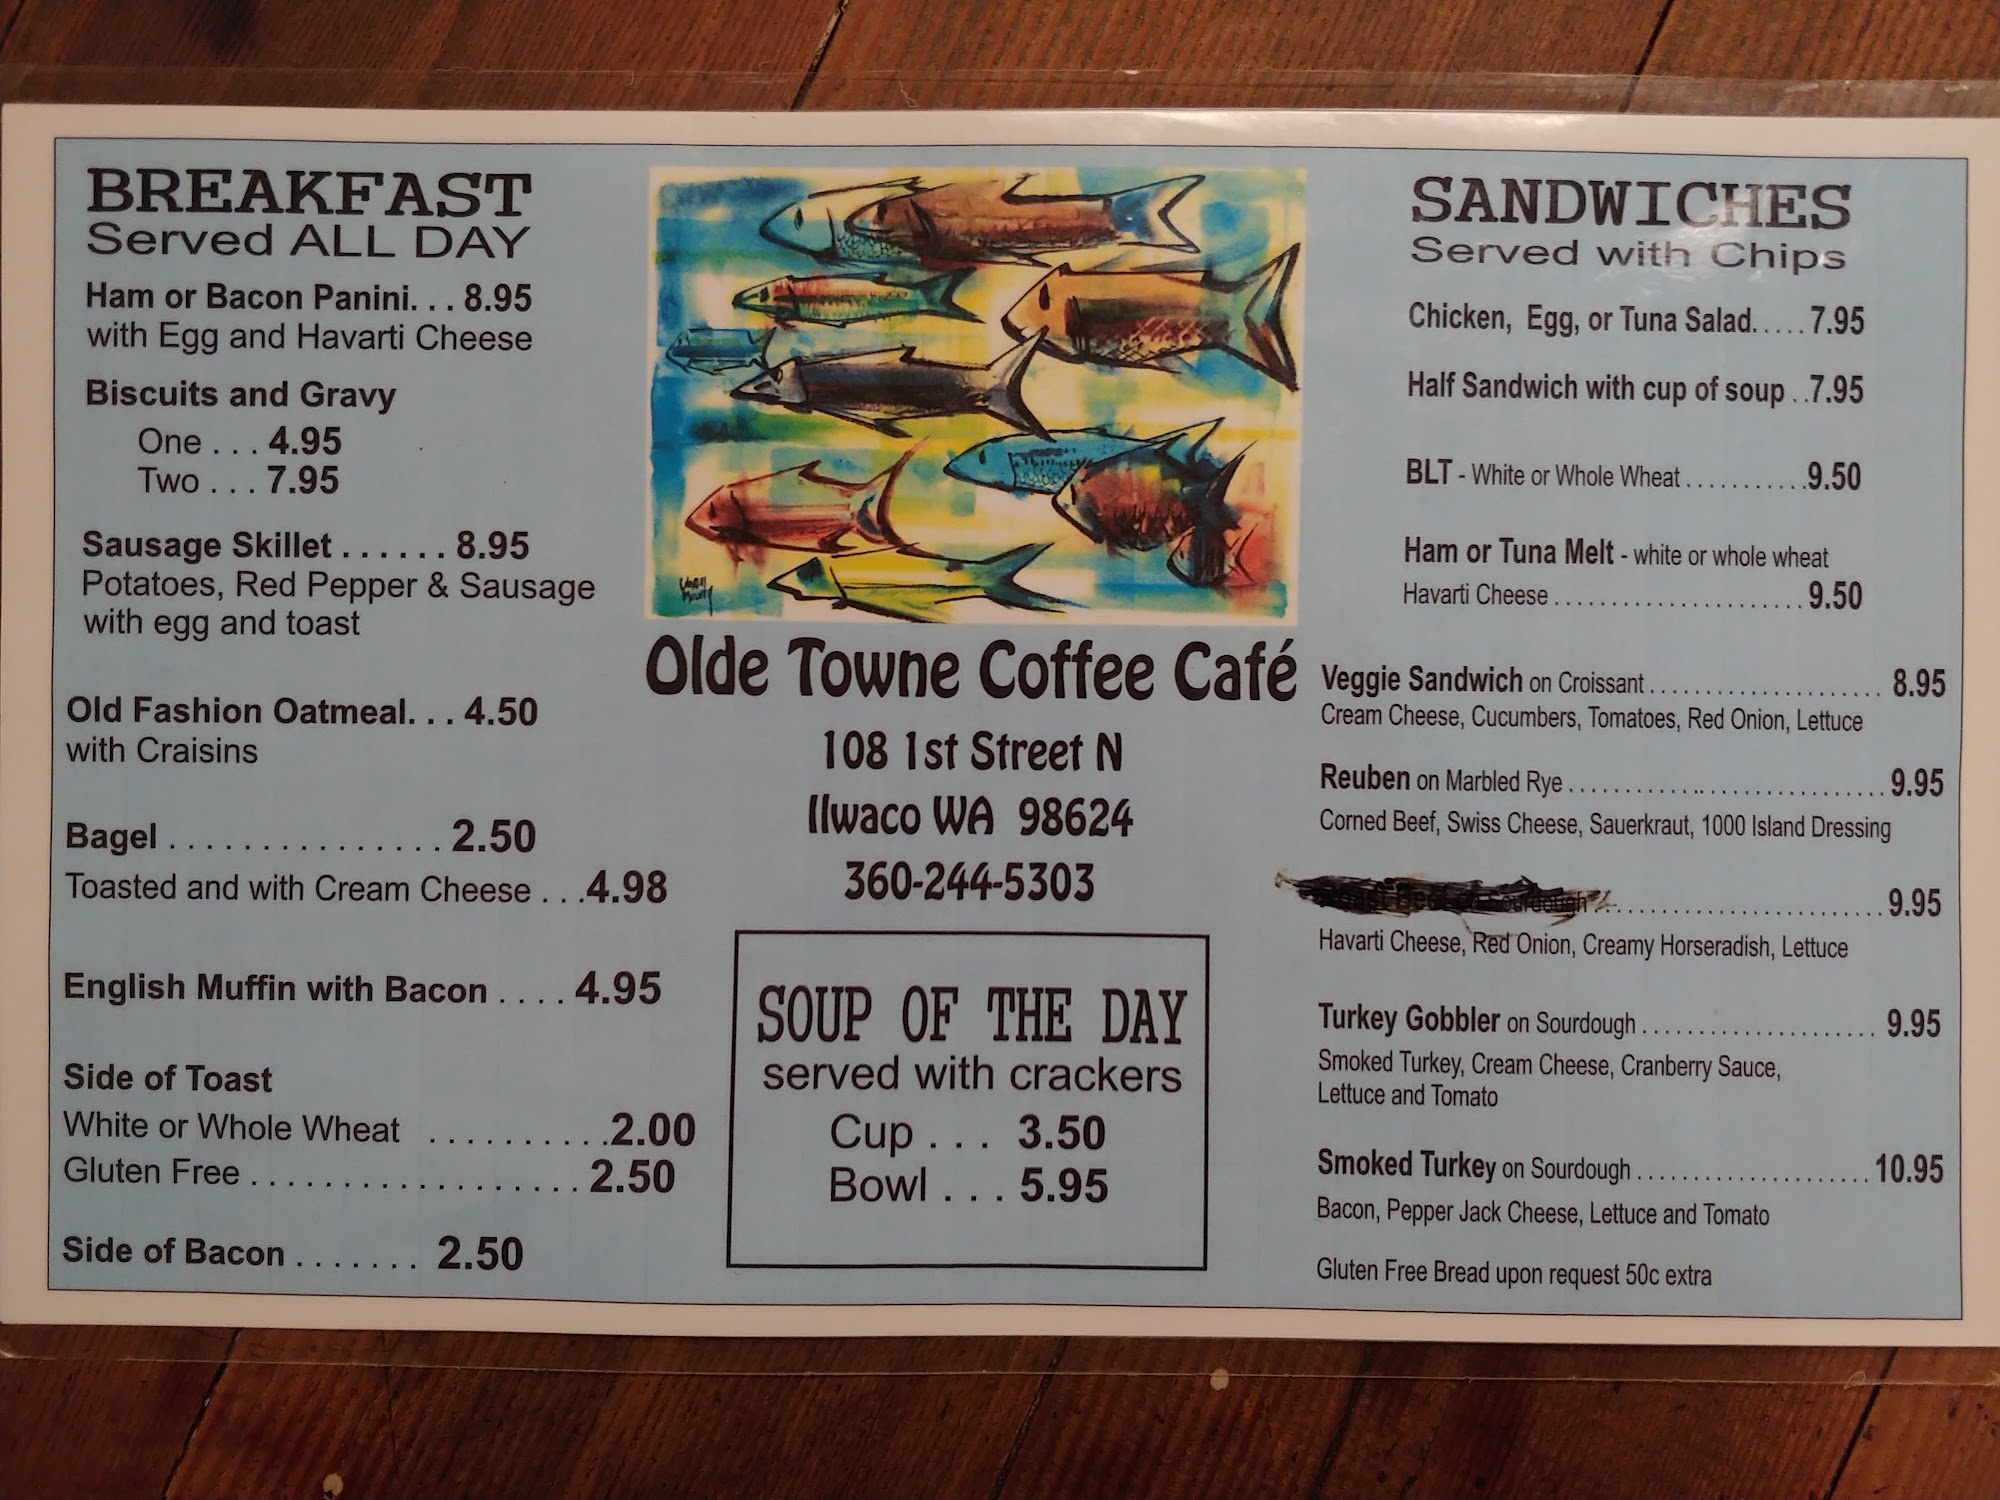 BREAKFAST
Served ALL DAY
Ham or Bacon Panini. . . 8.95
with Egg and Havarti Cheese
Biscuits and Gravy
One . . . 4.95
Two . . . 7.95
Sausage Skillet . . . . . . 8.95
Potatoes, Red Pepper & Sausage
with egg and toast
Old Fashion Oatmeal. . . 4.50
with Craisins
Bagel . . . . . . . . . . . . . . . 2.50
Toasted and with Cream Cheese . . .4.98
English Muffin with Bacon . . . . 4.95
Side of Toast
White or Whole Wheat . . . . . . . . . .2.00
Gluten Free . . . . . . . . . . . . . . . . . . 2.50
Side of Bacon . . . . . . . 2.50
Olde Towne Coffee Café
108 1st Street N
Ilwaco WA 98624
360-244-5303
SOUP OF THE DAY
served with crackers
Cup . . . 3.50
Bowl . . . 5.95
SANDWICHES
Served with Chips
Chicken, Egg, or Tuna Salad. . . . . 7.95
Half Sandwich with cup of soup . .7.95
BLT - White or Whole Wheat . . . . . . . . . . .9.50
Ham or Tuna Melt - white or whole wheat
Havarti Cheese . . . . . . . . . . . . . . . . . . . . . . 9.50
Veggie Sandwich on Croissant . . . . . . . . . . . . . . . . . . . . . 8.95
Cream Cheese, Cucumbers, Tomatoes, Red Onion, Lettuce
Reuben on Marbled Rye . . . . . . . . . . . . . . . . . . . . . . . . . . . . 9.95
Corned Beef, Swiss Cheese, Sauerkraut, 1000 Island Dressing
Sourdough . . . . . . . . . . . . . . . . . . . . . . . . . . 9.95
Havarti Cheese, Red Onion, Creamy Horseradish, Lettuce
Turkey Gobbler on Sourdough . . . . . . . . . . . . . . . . . . . . . 9.95
Smoked Turkey, Cream Cheese, Cranberry Sauce,
Lettuce and Tomato
Smoked Turkey on Sourdough . . . . . . . . . . . . . . . . . . . . . 10.95
Bacon, Pepper Jack Cheese, Lettuce and Tomato
Gluten Free Bread upon request 50c extra